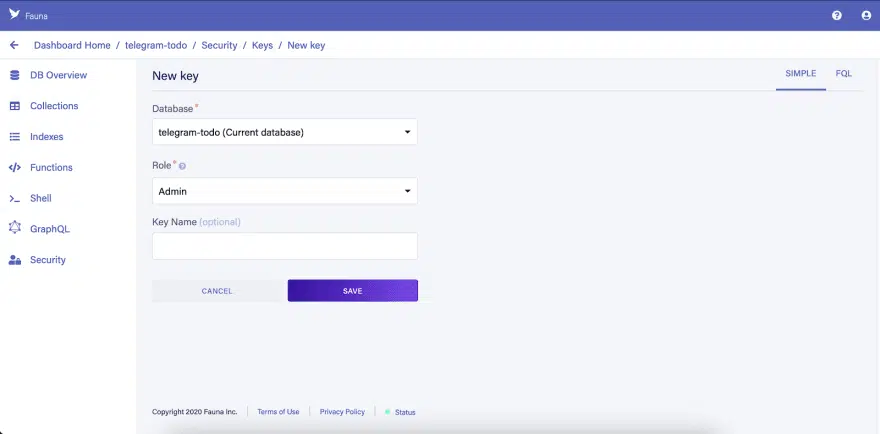 Fauna
Dashboard Home / telegram-todo / Security / Keys / New key
DB Overview
Collections
Indexes
Functions
Shell
GraphQL
Security
New key
SIMPLE FQL
Database *
telegram-todo (Current database)
Role *
Admin
Key Name (optional)
CANCEL SAVE
Copyright 2020 Fauna Inc. Terms of Use Privacy Policy Status